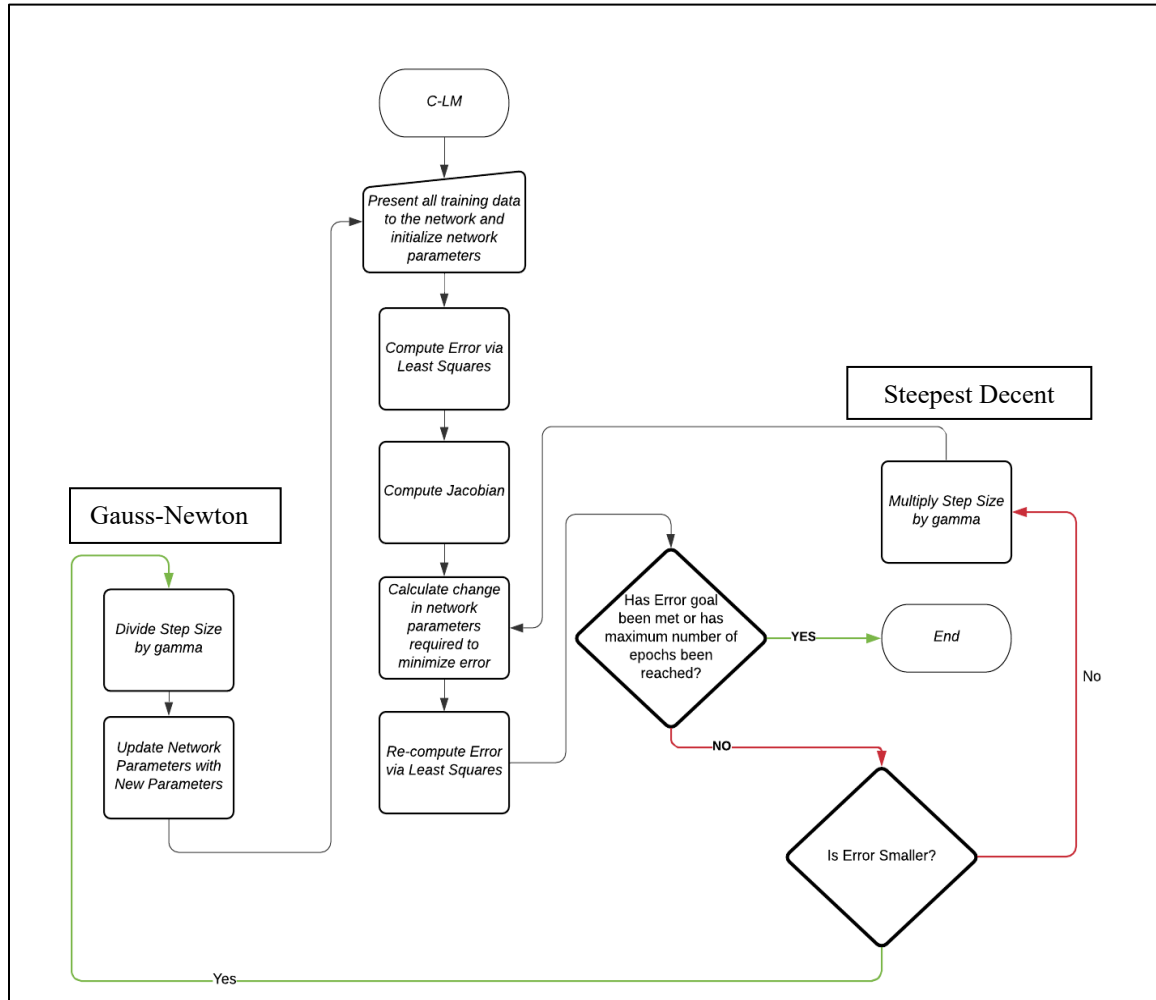 C-LM
Present all training data
to the network and
initialize network
parameters
Compute Error via
Least Squares
Steepest Decent
Compute Jacobian
Multiply Step Size
by gamma
Gauss-Newton
Calculate change
in network
parameters
required to
minimize error
Has Error goal
been met or has
maximum number of
epochs been
reached?
YES
End
Divide Step Size
by gamma
No
Update Network
Parameters with
New Parameters
Re-compute Error
via Least Squares
NO
Is Error Smaller?
Yes